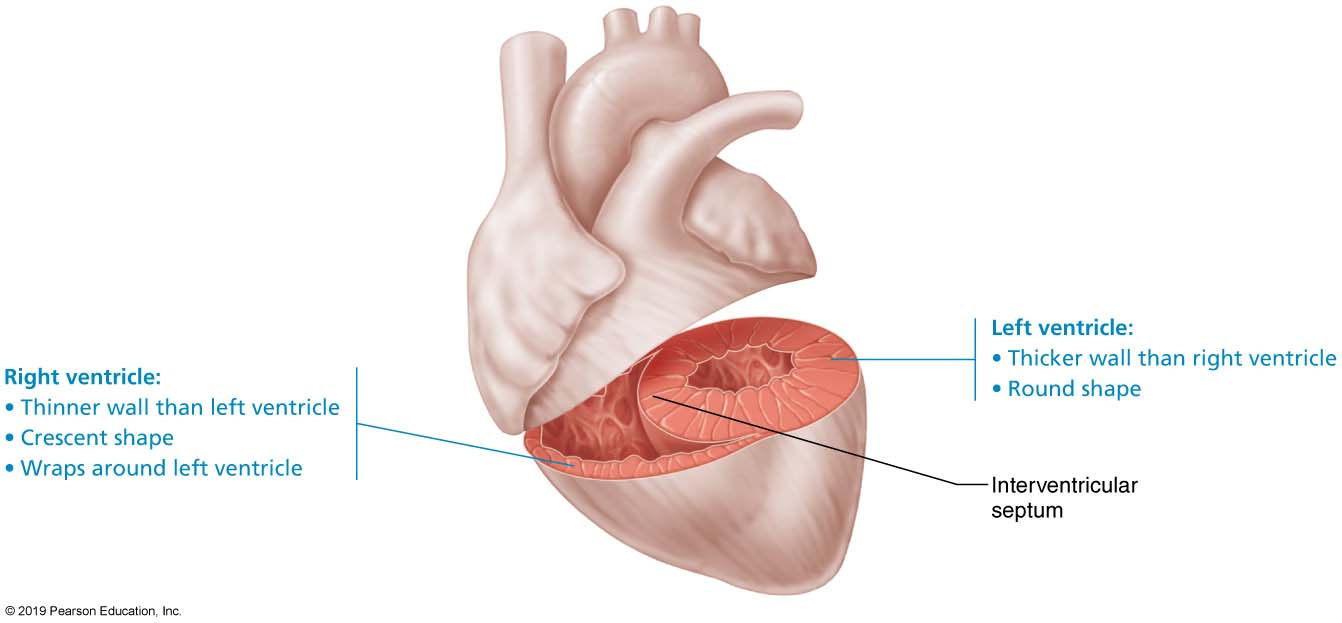 Right ventricle:
• Thinner wall than left ventricle
• Crescent shape
• Wraps around left ventricle
Left ventricle:
• Thicker wall than right ventricle
• Round shape
Interventricular
septum
© 2019 Pearson Education, Inc.